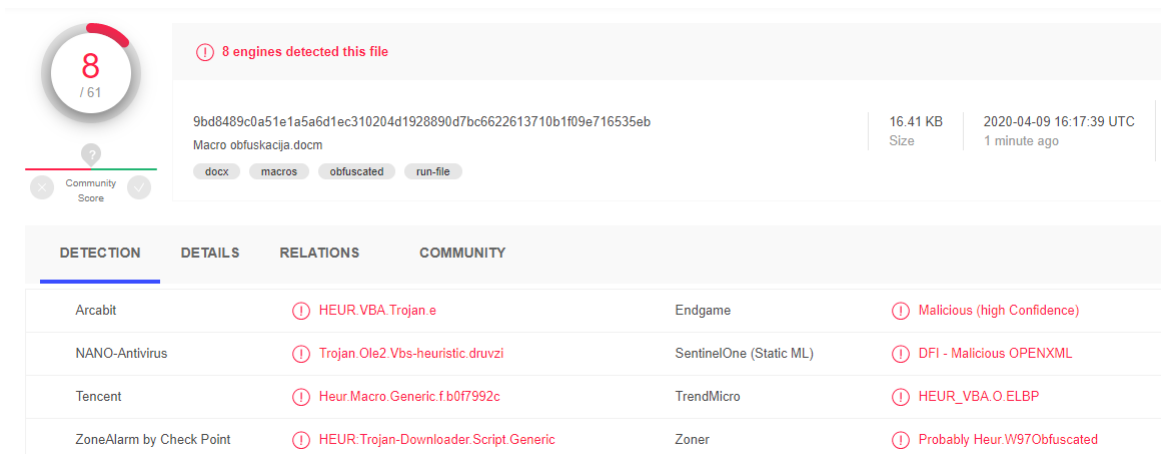 8
/ 61
8 engines detected this file
9bd8489c0a51e1a5a6d1ec310204d1928890d7bc6622613710b1f09e716535eb
Macro obfuskacija.docm
docx macros obfuscated run-file
16.41 KB
Size
2020-04-09 16:17:39 UTC
1 minute ago
?
Community
Score
DETECTION DETAILS RELATIONS COMMUNITY
Arcabit HEUR.VBA.Trojan.e Endgame Malicious (high Confidence)
NANO-Antivirus Trojan.Ole2.Vbs-heuristic.druvzi SentinelOne (Static ML) DFI - Malicious OPENXML
Tencent Heur.Macro.Generic.f.b0f7992c TrendMicro HEUR_VBA.O.ELBP
ZoneAlarm by Check Point HEUR:Trojan-Downloader.Script.Generic Zoner Probably Heur.W97Obfuscated